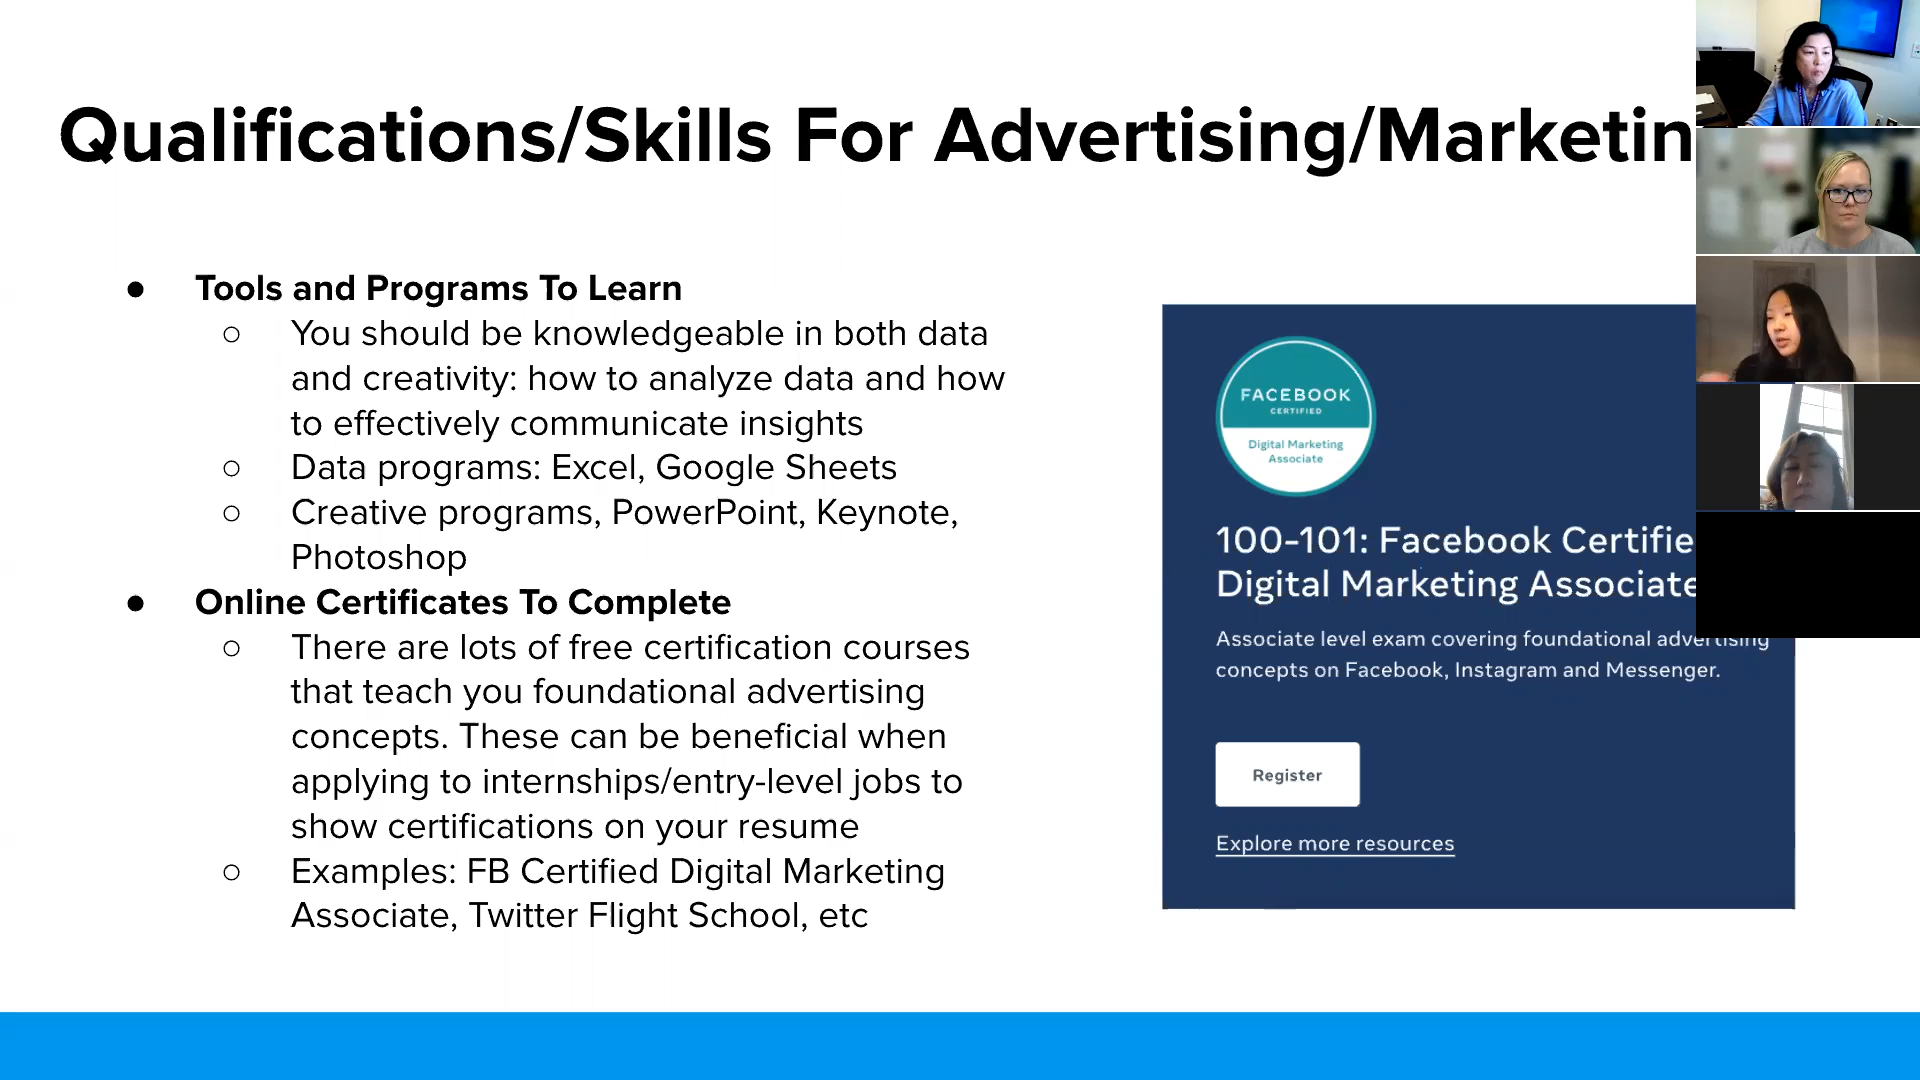 Qualifications/Skills For Advertising/Marketin
● Tools and Programs To Learn
○ You should be knowledgeable in both data
and creativity: how to analyze data and how
to effectively communicate insights
○ Data programs: Excel, Google Sheets
○ Creative programs, PowerPoint, Keynote,
Photoshop
● Online Certificates To Complete
○ There are lots of free certification courses
that teach you foundational advertising
concepts. These can be beneficial when
applying to internships/entry-level jobs to
show certifications on your resume
○ Examples: FB Certified Digital Marketing
Associate, Twitter Flight School, etc
FACEBOOK
CERTIFIED
Digital Marketing
Associate
100-101: Facebook Certifie
Digital Marketing Associate
Associate level exam covering foundational advertising
concepts on Facebook, Instagram and Messenger.
Register
Explore more resources